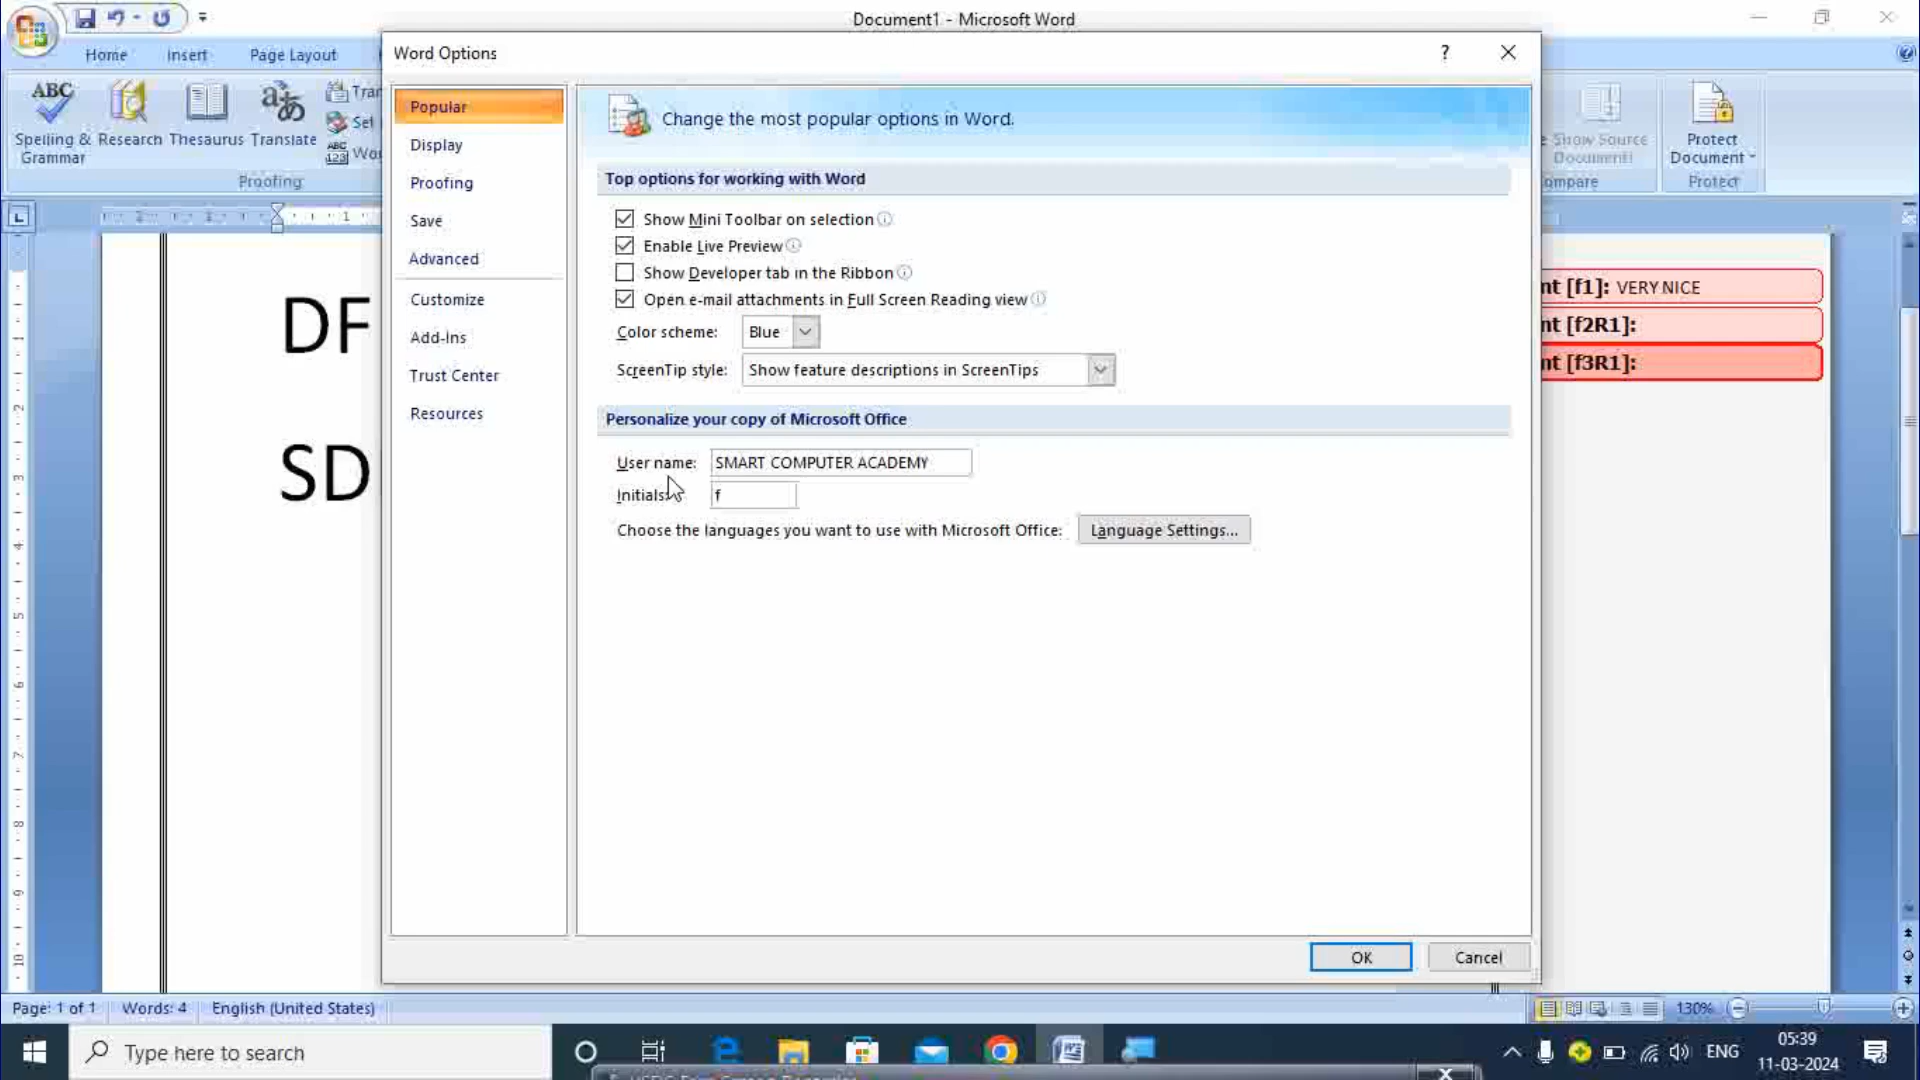 Document1 - Microsoft Word
Home Insert Page Layout
Word Options
?
ABC
Spelling & Grammar
Research
Thesaurus
Translate
Set
Proofing
Show Source
Protect Document
Protect
Popular
Display
Proofing
Save
Advanced
Customize
Add-Ins
Trust Center
Resources
Change the most popular options in Word.
Top options for working with Word
Show Mini Toolbar on selection
Enable Live Preview
Show Developer tab in the Ribbon
Open e-mail attachments in Full Screen Reading view
Color scheme: Blue
ScreenTip style: Show feature descriptions in ScreenTips
Personalize your copy of Microsoft Office
User name: SMART COMPUTER ACADEMY
Initials: f
Choose the languages you want to use with Microsoft Office: Language Settings...
OK Cancel
DF
SD
nt [f1]: VERY NICE
nt [f2R1]:
nt [f3R1]:
Page: 1 of 1 Words: 4 English (United States) 130%
Type here to search
ENG
05:39
11-03-2024